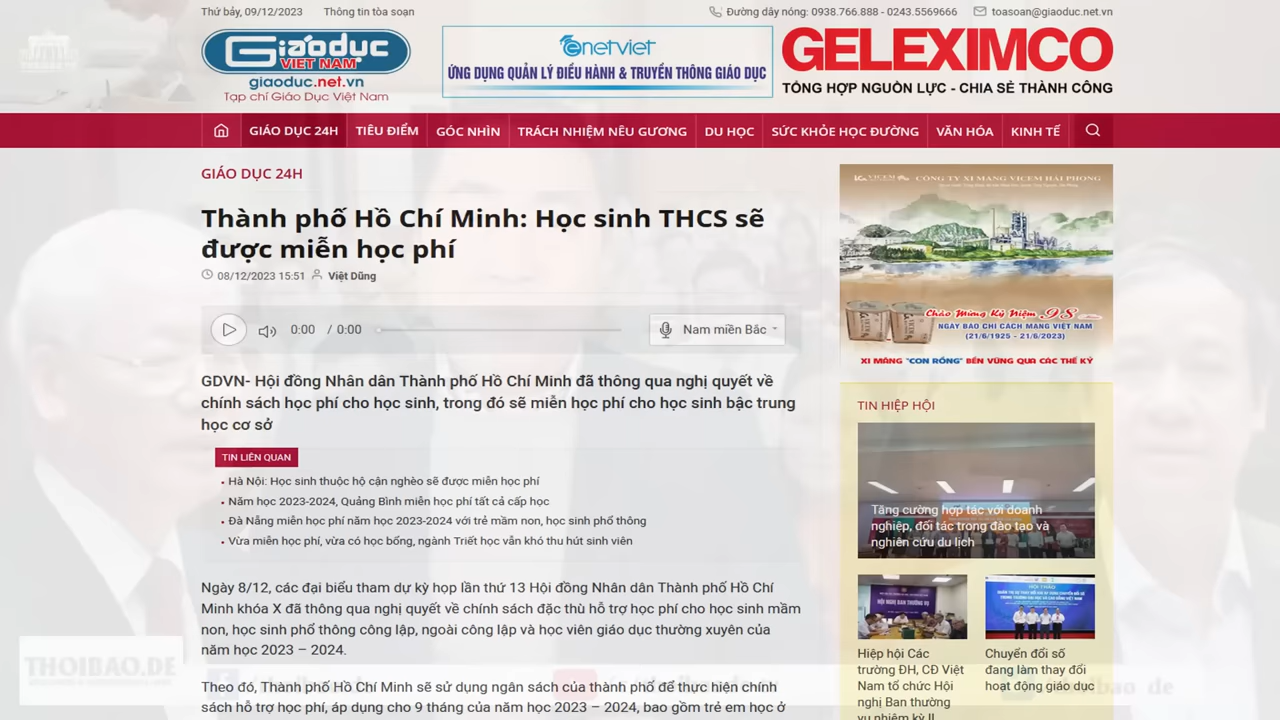 Thứ bảy, 09/12/2023 Thông tin tòa soạn
Đường dây nóng: 0938.766.888 - 0243.5569666 toasoan@giaoduc.net.vn
Giáoduc
VIỆT NAM
giaoduc.net.vn
Tạp chí Giáo Dục Việt Nam
enetviet
ỨNG DỤNG QUẢN LÝ ĐIỀU HÀNH & TRUYỀN THÔNG GIÁO DỤC
GELEXIMCO
TỔNG HỢP NGUỒN LỰC - CHIA SẺ THÀNH CÔNG
GIÁO DỤC 24H TIÊU ĐIỂM GÓC NHÌN TRÁCH NHIỆM NÊU GƯƠNG DU HỌC SỨC KHỎE HỌC ĐƯỜNG VĂN HÓA KINH TẾ
GIÁO DỤC 24H
Thành phố Hồ Chí Minh: Học sinh THCS sẽ
được miễn học phí
08/12/2023 15:51 Việt Dũng
0:00 / 0:00 Nam miền Bắc
GDVN- Hội đồng Nhân dân Thành phố Hồ Chí Minh đã thông qua nghị quyết về
chính sách học phí cho học sinh, trong đó sẽ miễn học phí cho học sinh bậc trung
học cơ sở
TIN LIÊN QUAN
Hà Nội: Học sinh thuộc hộ cận nghèo sẽ được miễn học phí
Năm học 2023-2024, Quảng Bình miễn học phí tất cả cấp học
Đà Nẵng miễn học phí năm học 2023-2024 với trẻ mầm non, học sinh phổ thông
Vừa miễn học phí, vừa có học bổng, ngành Triết học vẫn khó thu hút sinh viên
Ngày 8/12, các đại biểu tham dự kỳ họp lần thứ 13 Hội đồng Nhân dân Thành phố Hồ Chí
Minh khóa X đã thông qua nghị quyết về chính sách đặc thù hỗ trợ học phí cho học sinh mầm
non, học sinh phổ thông công lập, ngoài công lập và học viên giáo dục thường xuyên của
năm học 2023 – 2024.
Theo đó, Thành phố Hồ Chí Minh sẽ sử dụng ngân sách của thành phố để thực hiện chính
sách hỗ trợ học phí, áp dụng cho 9 tháng của năm học 2023 – 2024, bao gồm trẻ em học ở
VICEM
CÔNG TY XI MĂNG VICEM HẢI PHÒNG
Chào Mừng Kỷ Niệm 98
NGÀY BÁO CHÍ CÁCH MẠNG VIỆT NAM
(21/6/1925 - 21/6/2023)
XI MĂNG "CON RỒNG" BỀN VỮNG QUA CÁC THẾ KỶ
TIN HIỆP HỘI
Tăng cường hợp tác với doanh
nghiệp, đối tác trong đào tạo và
nghiên cứu du lịch
HỘI NGHỊ BAN THƯỜNG VỤ
HỘI THẢO
Hiệp hội Các
trường ĐH, CĐ Việt
Nam tổ chức Hội
nghị Ban thường
vụ nhiệm kỳ II
Chuyển đổi số
đang làm thay đổi
hoạt động giáo dục
THOIBAO.DE